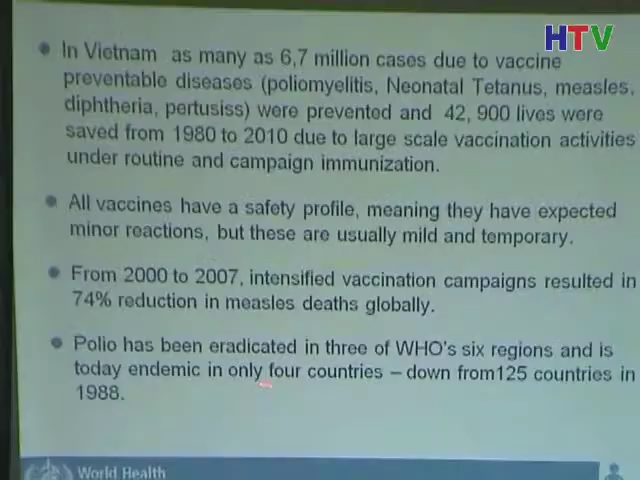 HTV
In Vietnam as many as 6,7 million cases due to vaccine
preventable diseases (poliomyelitis, Neonatal Tetanus, measles,
diphtheria, pertusiss) were prevented and 42, 900 lives were
saved from 1980 to 2010 due to large scale vaccination activities
under routine and campaign immunization.
All vaccines have a safety profile, meaning they have expected
minor reactions, but these are usually mild and temporary.
From 2000 to 2007, intensified vaccination campaigns resulted in
74% reduction in measles deaths globally.
Polio has been eradicated in three of WHO's six regions and is
today endemic in only four countries – down from125 countries in
1988.
World Health